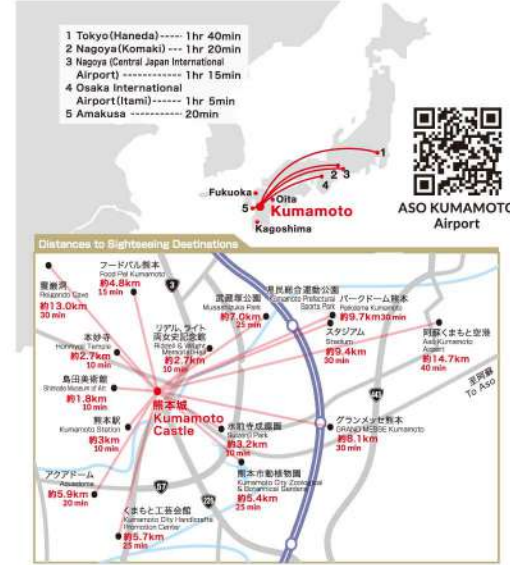 1 Tokyo(Haneda)---- 1hr 40min
2 Nagoya(Komaki) --- 1hr 20min
3 Nagoya (Central Japan International
Airport) ------------ 1hr 15min
4 Osaka International
Airport(Itami)------ 1hr 5min
5 Amakusa ---------- 20min
1
2
3
4
Fukuoka
Oita
5
Kumamoto
Kagoshima
ASO KUMAMOTO
Airport
Distances to Sightseeing Destinations
フードパル熊本
Food Pal Kumamoto
約4.8km
15 min
3
霊巌洞
Reigando Cave
約13.0km
30 min
武蔵塚公園
Musashizuka Park
約7.0km
25 min
県民総合運動公園
Kumamoto Prefectural
Sports Park
パークドーム熊本
Parkdome Kumamoto
約9.7km 30 min
スタジアム
Stadium
約9.4km
30 min
阿蘇くまもと空港
Aso Kumamoto
Airport
約14.7km
40 min
本妙寺
Honmyoji Temple
約2.7km
10 min
リデル、ライト
両女史記念館
Riddell & Wright
Memorial Hall
約2.7km
10 min
島田美術館
Shimada Museum of Art
約1.8km
10 min
熊本城
Kumamoto
Castle
443
至阿蘇
To Aso
熊本駅
Kumamoto Station
約3km
10 min
水前寺成趣園
Suizenji Park
約3.2km
10 min
グランメッセ熊本
GRAND MESSE Kumamoto
約8.1km
30 min
アクアドーム
Aquadome
約5.9km
20 min
57
熊本市動植物園
Kumamoto City Zoological
& Botanical Gardens
約5.4km
25 min
くまもと工芸会館
Kumamoto City Handicrafts
Promotion Center
約5.7km
25 min